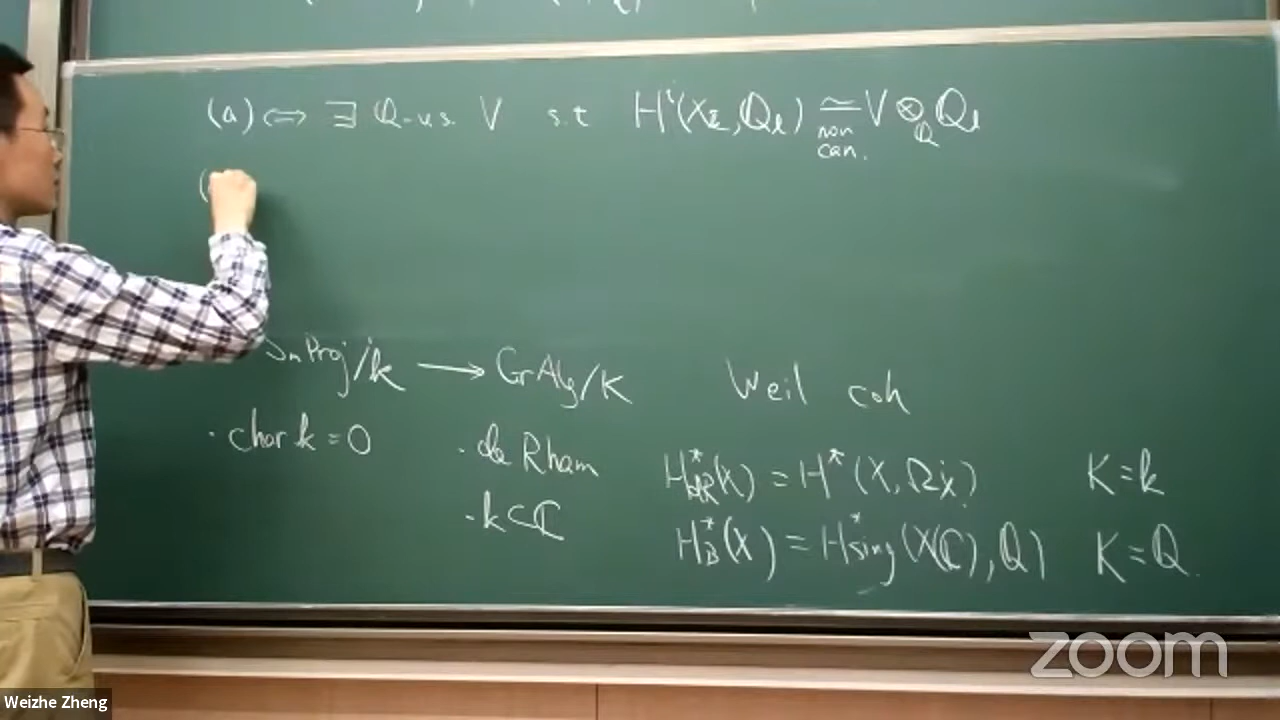 (a) ⟺ ∃ ℚ-v.s. V s.t Hⁱ(X_k̄, ℚ_ℓ) ≃ V ⊗_ℚ ℚ_ℓ
non
can.
(
SmProj/k ⟶ GrAlg/K Weil coh
· char k = 0 · de Rham H*_dR(X) = H*(X, Ω˙_X) K = k
· k ⊂ ℂ H*_B(X) = H*_sing(X(ℂ), ℚ) K = ℚ.
zoom
Weizhe Zheng